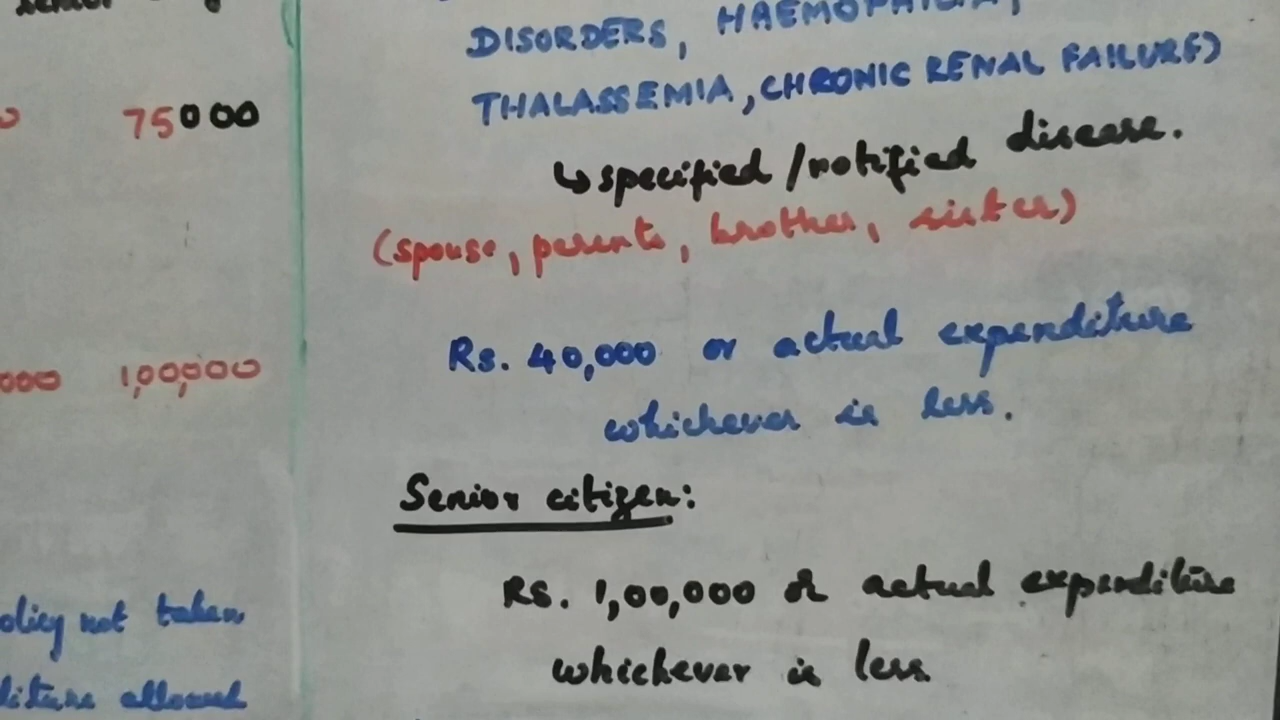 75000
000 1,00,000
policy not taken
diture allowed
DISORDERS, HAEMOPHILIA,
THALASSEMIA, CHRONIC RENAL FAILURE)
↳ specified / notified disease.
(spouse, parents, brother, sister)
Rs. 40,000 or actual expenditure
whichever is less.
Senior citizen:
RS. 1,00,000 or actual expenditure
whichever is less